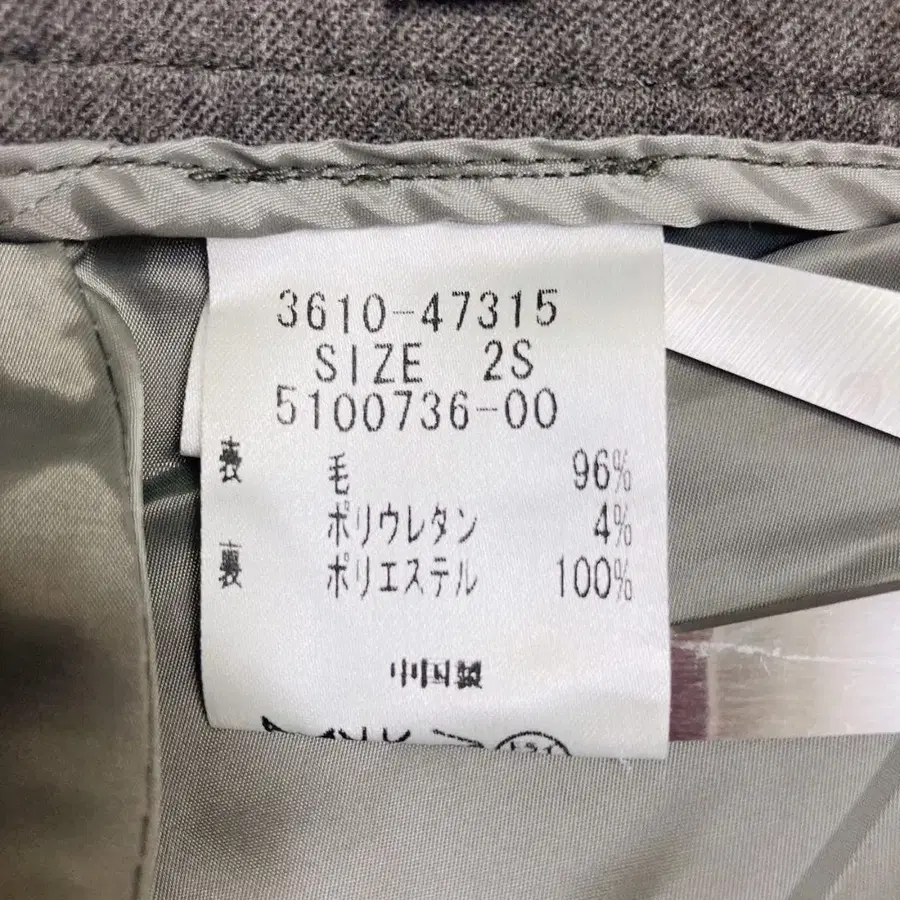 3610-47315
SIZE 2S
5100736-00
表 毛 96%
ポリウレタン 4%
裏 ポリエステル 100%
中国製